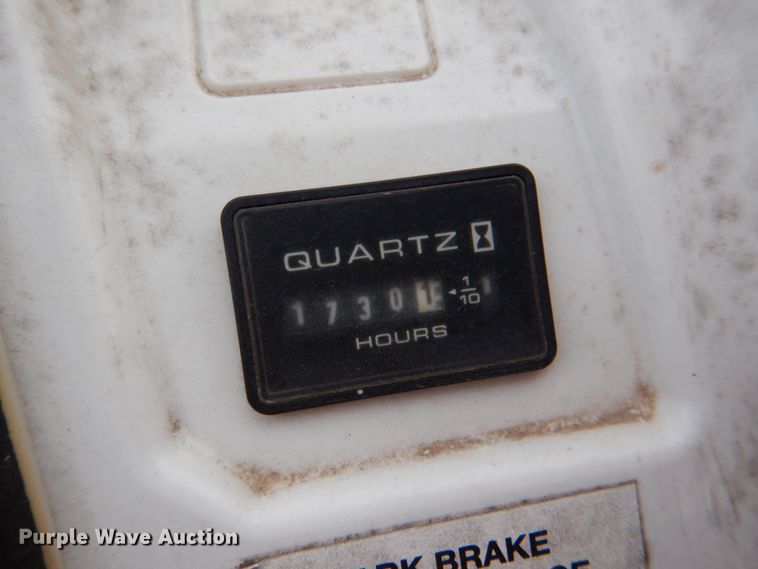 QUARTZ
1730 1/10
HOURS
BRAKE
Purple Wave Auction